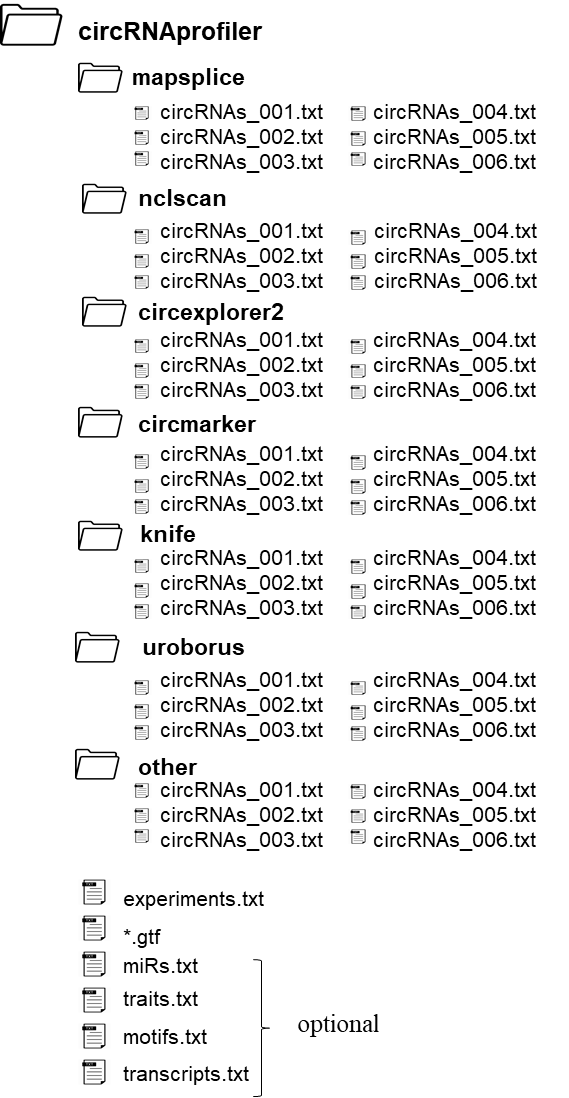 circRNAprofiler
mapsplice
circRNAs_001.txt circRNAs_004.txt
circRNAs_002.txt circRNAs_005.txt
circRNAs_003.txt circRNAs_006.txt
nclscan
circRNAs_001.txt circRNAs_004.txt
circRNAs_002.txt circRNAs_005.txt
circRNAs_003.txt circRNAs_006.txt
circexplorer2
circRNAs_001.txt circRNAs_004.txt
circRNAs_002.txt circRNAs_005.txt
circRNAs_003.txt circRNAs_006.txt
circmarker
circRNAs_001.txt circRNAs_004.txt
circRNAs_002.txt circRNAs_005.txt
circRNAs_003.txt circRNAs_006.txt
knife
circRNAs_001.txt circRNAs_004.txt
circRNAs_002.txt circRNAs_005.txt
circRNAs_003.txt circRNAs_006.txt
uroborus
circRNAs_001.txt circRNAs_004.txt
circRNAs_002.txt circRNAs_005.txt
circRNAs_003.txt circRNAs_006.txt
other
circRNAs_001.txt circRNAs_004.txt
circRNAs_002.txt circRNAs_005.txt
circRNAs_003.txt circRNAs_006.txt
experiments.txt
*.gtf
miRs.txt
traits.txt
optional
motifs.txt
transcripts.txt